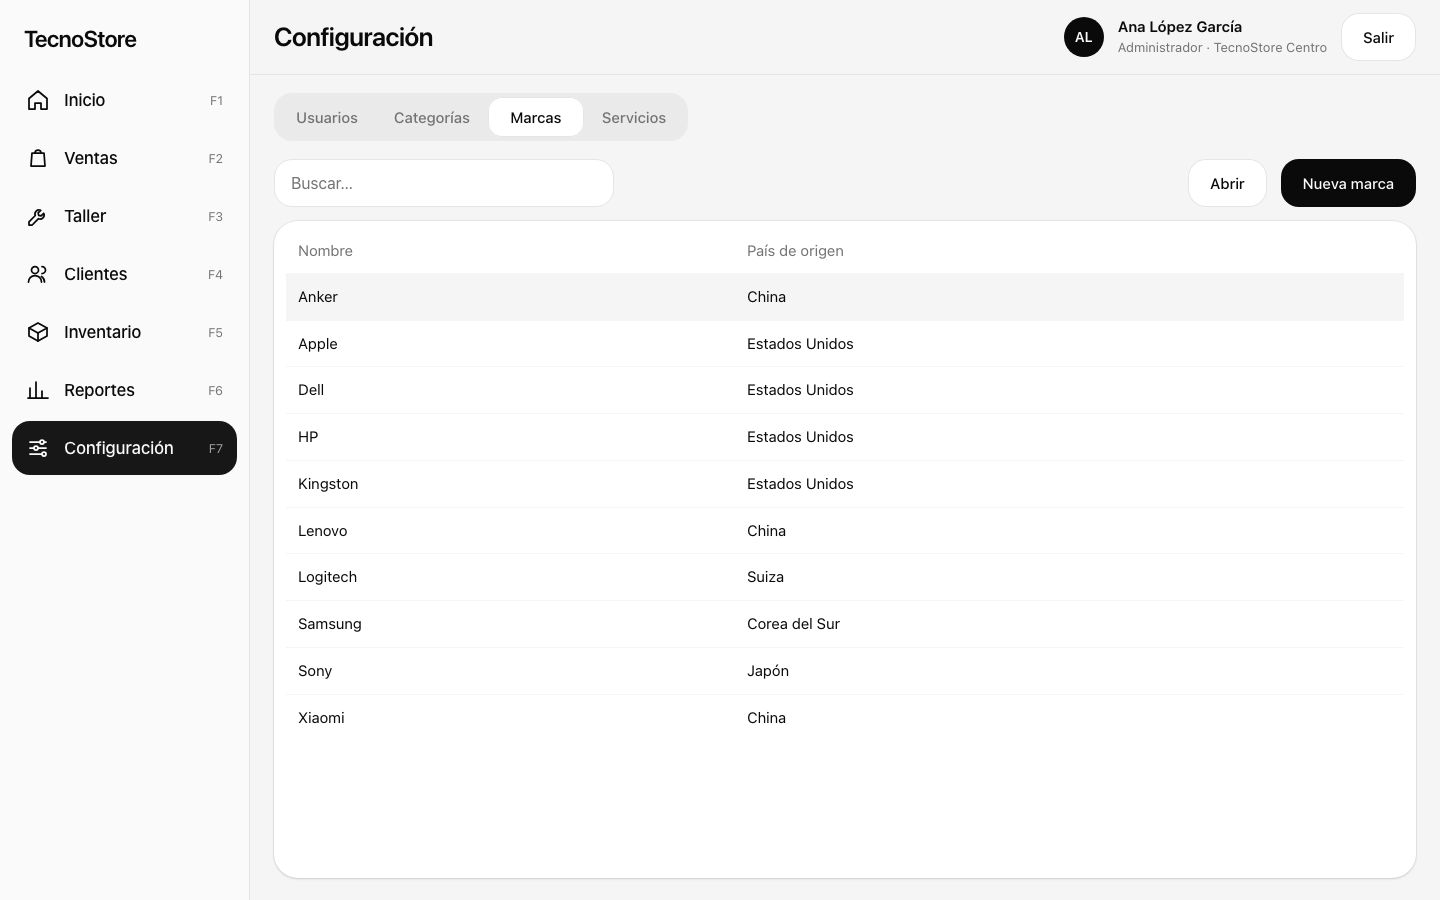 TecnoStore
Inicio F1
Ventas F2
Taller F3
Clientes F4
Inventario F5
Reportes F6
Configuración F7
Configuración
AL
Ana López García
Administrador · TecnoStore Centro
Salir
Usuarios Categorías Marcas Servicios
Buscar...
Abrir
Nueva marca
Nombre País de origen
Anker China
Apple Estados Unidos
Dell Estados Unidos
HP Estados Unidos
Kingston Estados Unidos
Lenovo China
Logitech Suiza
Samsung Corea del Sur
Sony Japón
Xiaomi China